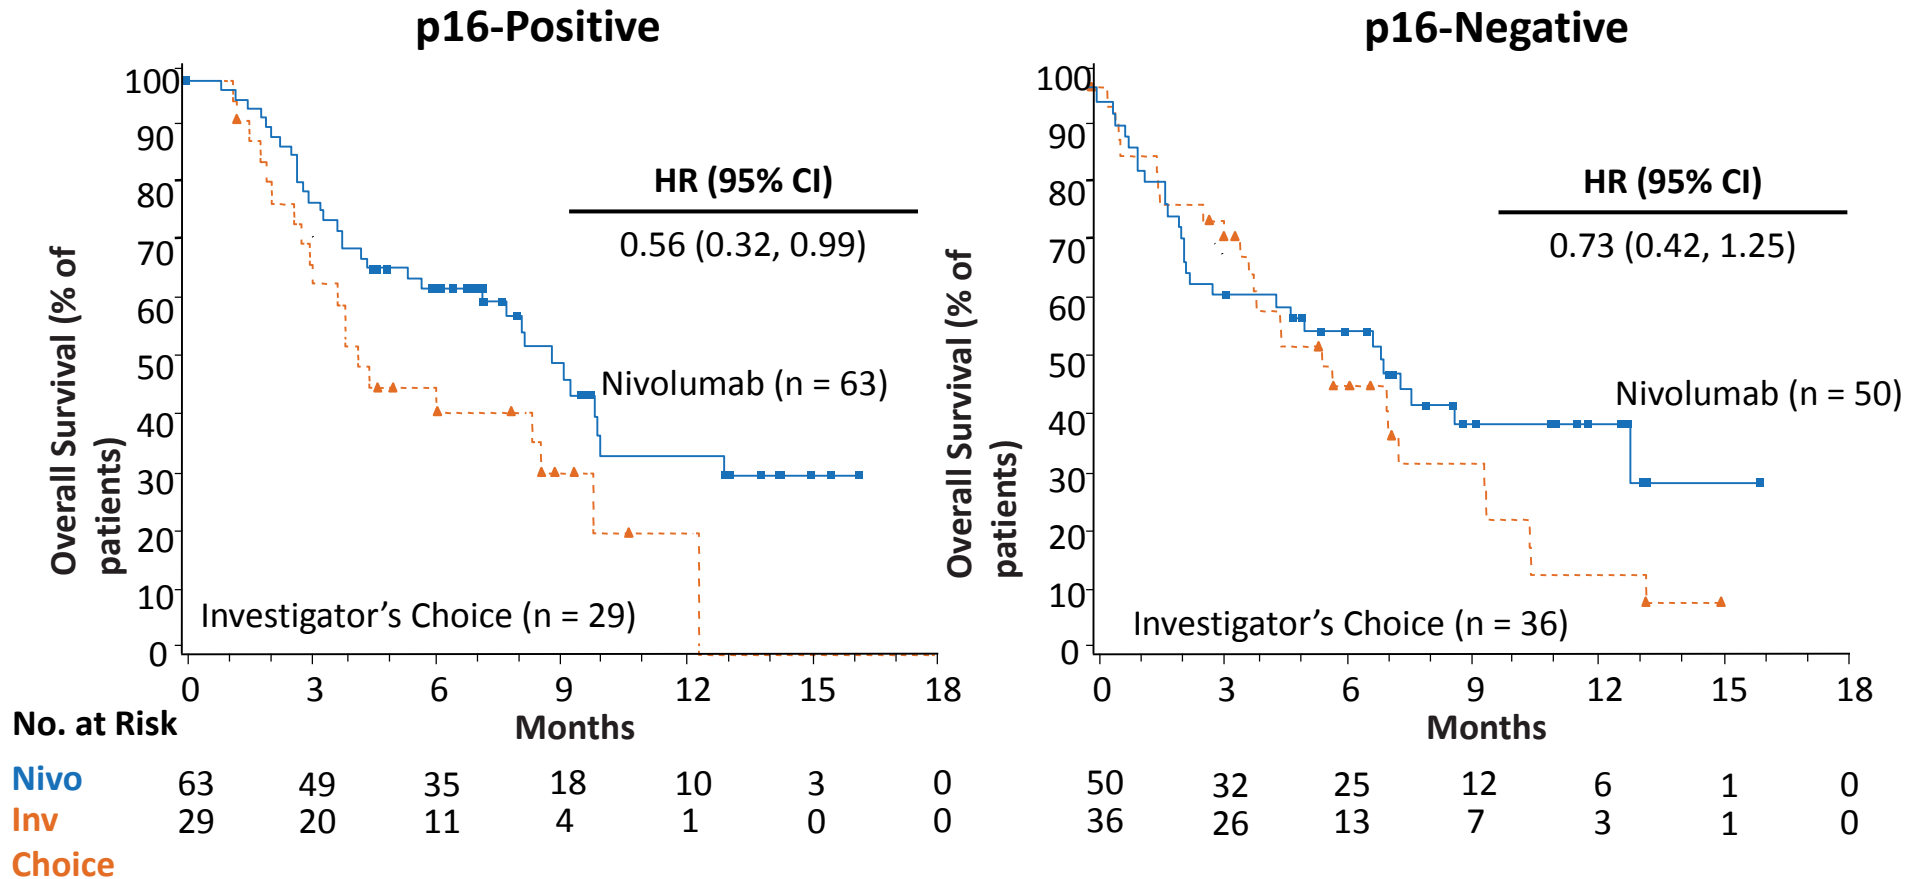 p16-Positive
100
90
80
70
60
50
40
30
20
10
0
Overall Survival (% of
patients)
HR (95% CI)
0.56 (0.32, 0.99)
Nivolumab (n = 63)
Investigator’s Choice (n = 29)
0 3 6 9 12 15 18
Months
p16-Negative
100
90
80
70
60
50
40
30
20
10
0
Overall Survival (% of
patients)
HR (95% CI)
0.73 (0.42, 1.25)
Nivolumab (n = 50)
Investigator’s Choice (n = 36)
0 3 6 9 12 15 18
Months
No. at Risk
Nivo 63 49 35 18 10 3 0 50 32 25 12 6 1 0
Inv 29 20 11 4 1 0 0 36 26 13 7 3 1 0
Choice